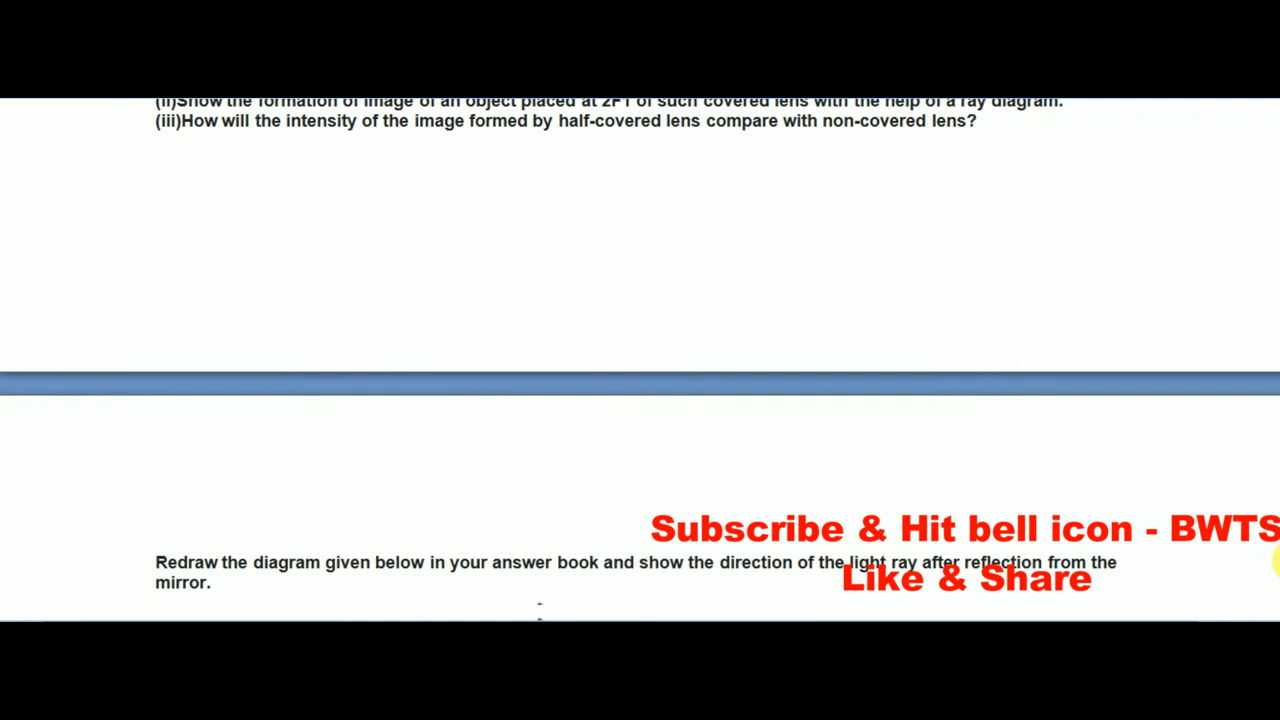 (ii)Show the formation of image of an object placed at 2F1 of such covered lens with the help of a ray diagram.
(iii)How will the intensity of the image formed by half-covered lens compare with non-covered lens?
Subscribe & Hit bell icon - BWTS
Redraw the diagram given below in your answer book and show the direction of the light ray after reflection from the
mirror.
Like & Share